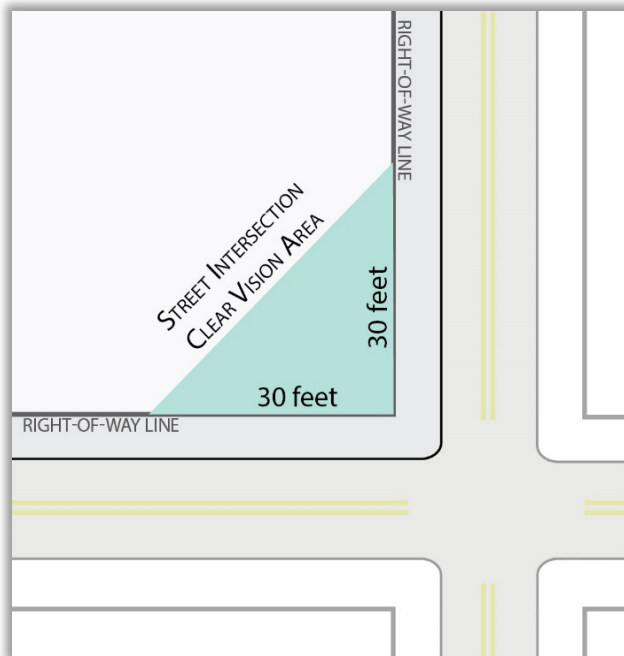 RIGHT-OF-WAY LINE
STREET INTERSECTION
CLEAR VISION AREA
30 feet
30 feet
RIGHT-OF-WAY LINE